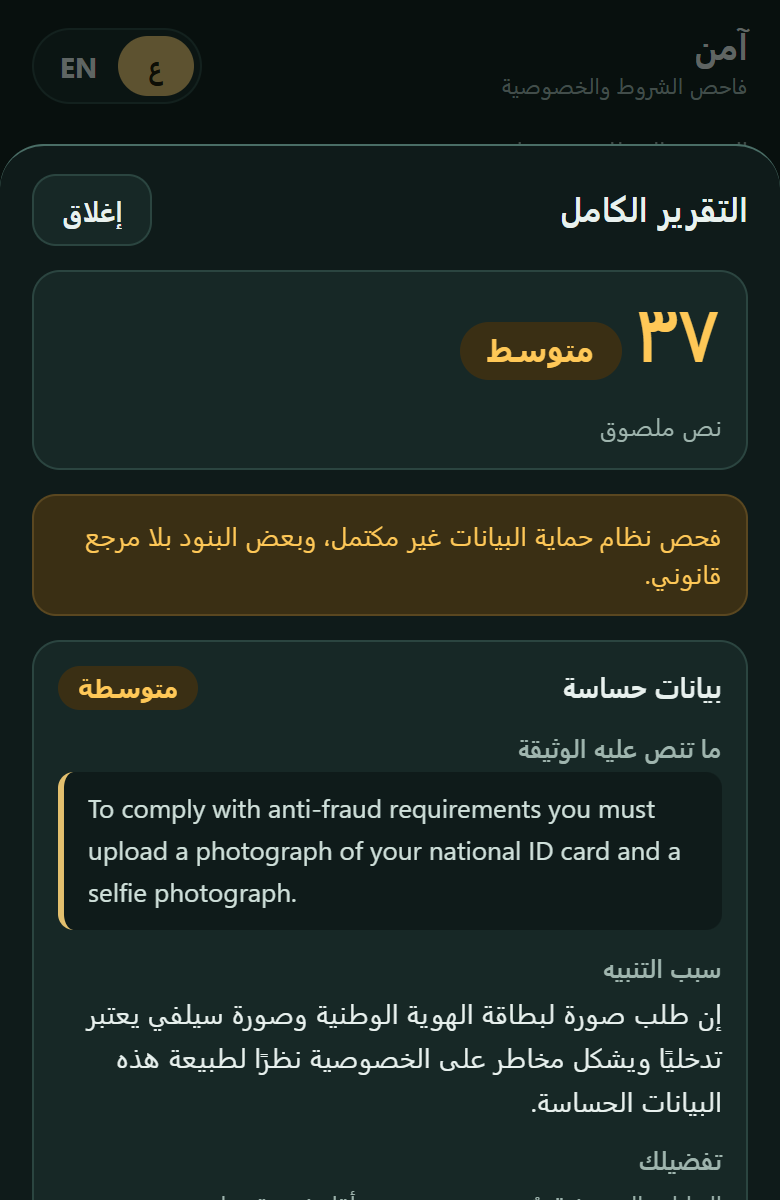 آمن
ع
EN
فاحص الشروط والخصوصية
التقرير الكامل
إغلاق
٣٧
متوسط
نص ملصوق
فحص نظام حماية البيانات غير مكتمل، وبعض البنود بلا مرجع
قانوني.
بيانات حساسة
متوسطة
ما تنص عليه الوثيقة
To comply with anti-fraud requirements you must
upload a photograph of your national ID card and a
selfie photograph.
سبب التنبيه
إن طلب صورة لبطاقة الهوية الوطنية وصورة سيلفي يعتبر
تدخليًا ويشكل مخاطر على الخصوصية نظرًا لطبيعة هذه
البيانات الحساسة.
تفضيلك